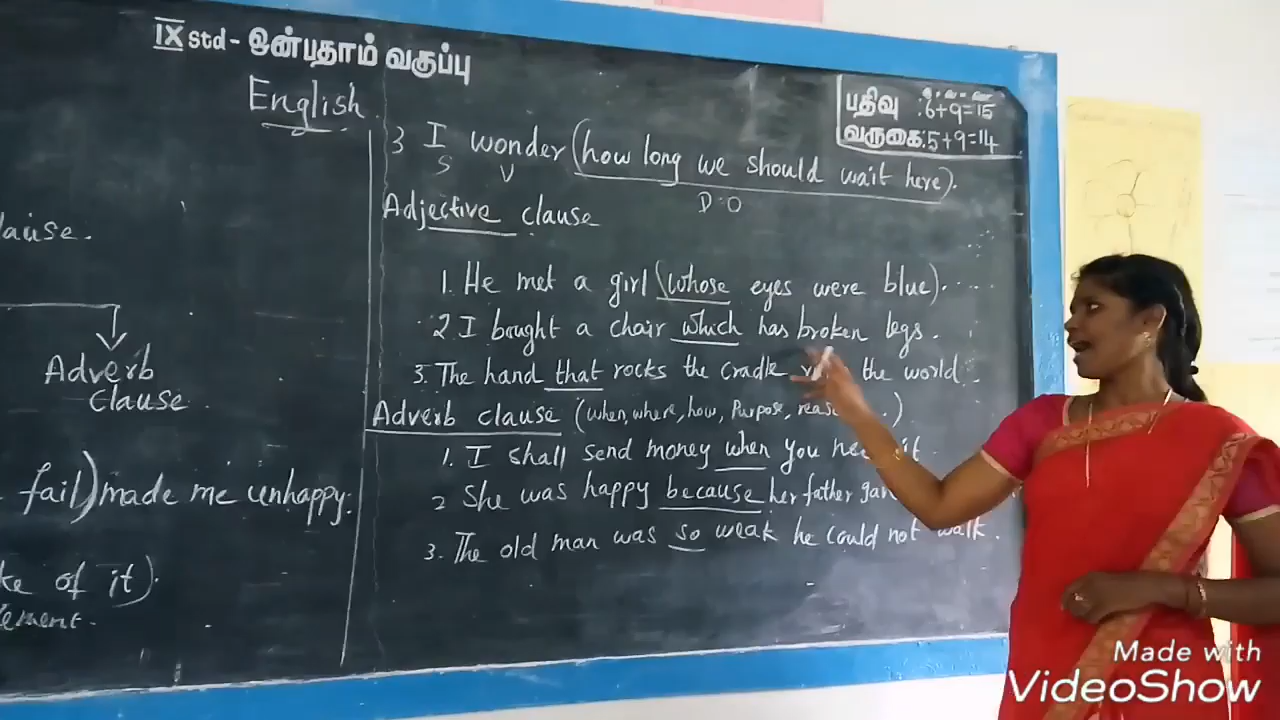 IX std - ஒன்பதாம் வகுப்பு
English
பதிவு : 6+9=15
வருகை: 5+9=14
lause.
Adverb
clause
fail) made me unhappy.
ke of it).
lement.
3 I wonder (how long we should wait here).
S V D.O
Adjective clause
1. He met a girl (whose eyes were blue).....
2 I bought a chair which has broken legs.
3. The hand that rocks the cradle the world.
Adverb clause (when, where, how, Purpose, reas . )
1. I shall send money when you it
2 She was happy because her father
3. The old man was so weak he could not walk.
Made with
VideoShow